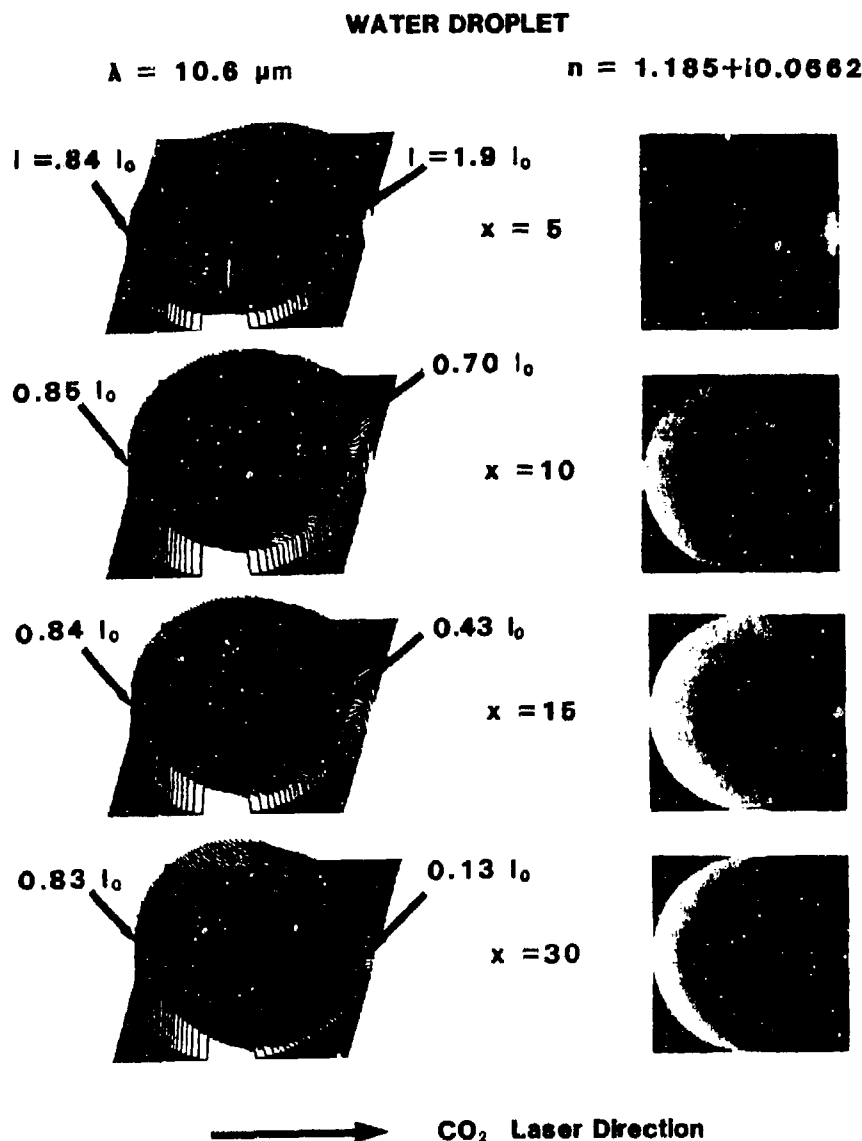 WATER DROPLET
λ = 10.6 µm
n = 1.185+i0.0662
I =.84 I₀
I =1.9 I₀
x = 5
0.85 I₀
0.70 I₀
x =10
0.84 I₀
0.43 I₀
x =15
0.83 I₀
0.13 I₀
x =30
CO₂ Laser Direction